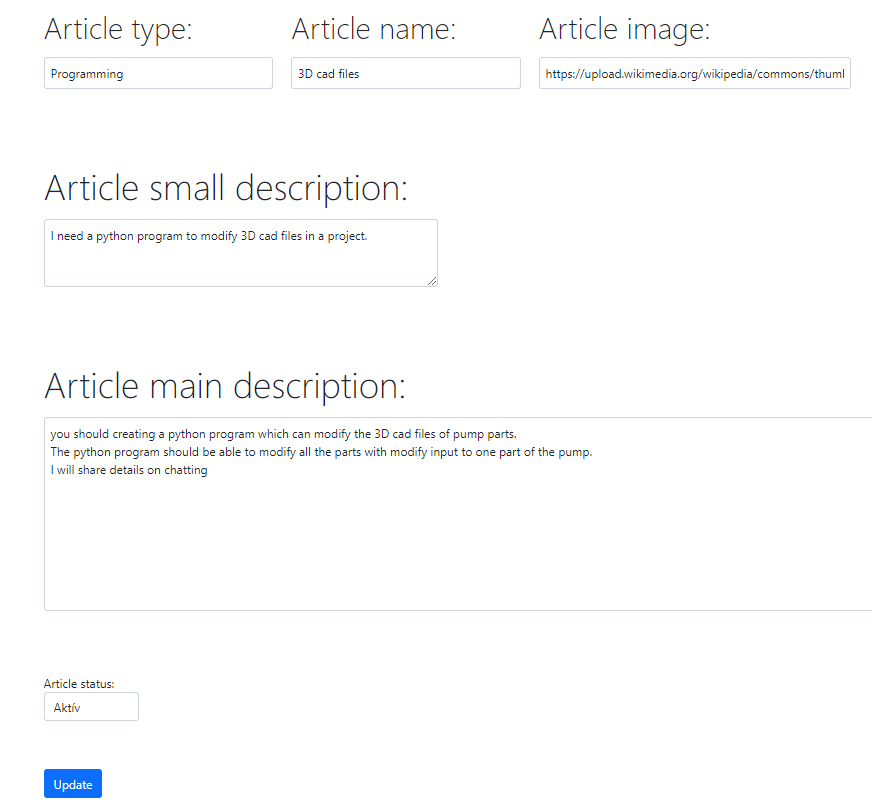 Article type:
Article name:
Article image:
Programming
3D cad files
https://upload.wikimedia.org/wikipedia/commons/thuml
Article small description:
I need a python program to modify 3D cad files in a project.
Article main description:
you should creating a python program which can modify the 3D cad files of pump parts.
The python program should be able to modify all the parts with modify input to one part of the pump.
I will share details on chatting
Article status:
Aktív
Update